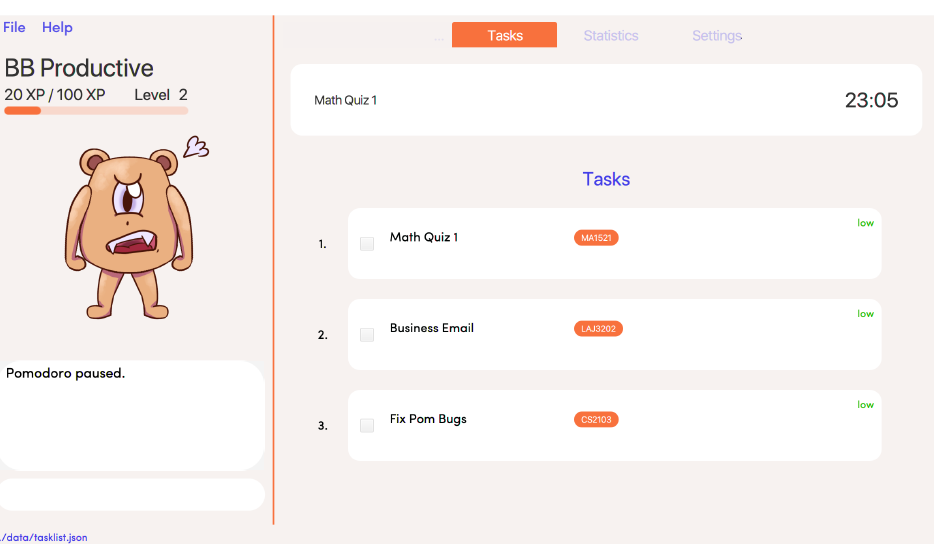 File Help
BB Productive
20 XP / 100 XP Level 2
Pomodoro paused.
./data/tasklist.json
... Tasks Statistics Settings
Math Quiz 1 23:05
Tasks
1. Math Quiz 1 MA1521 low
2. Business Email LAJ3202 low
3. Fix Pom Bugs CS2103 low